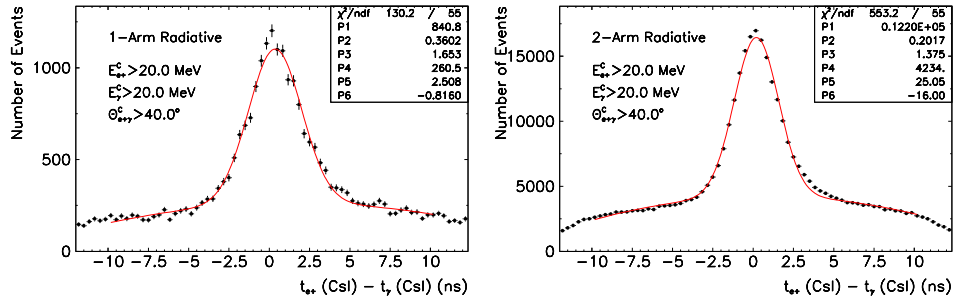 χ²/ndf 130.2 / 55
P1 840.8
P2 0.3602
P3 1.653
P4 260.5
P5 2.508
P6 -0.8160
1-Arm Radiative
E^c_e+>20.0 MeV
E^c_γ>20.0 MeV
Θ^c_e+γ>40.0°
Number of Events
1000
500
0
-10 -7.5 -5 -2.5 0 2.5 5 7.5 10
t_e+ (CsI) - t_γ (CsI) (ns)
χ²/ndf 553.2 / 55
P1 0.1220E+05
P2 0.2017
P3 1.375
P4 4234.
P5 25.05
P6 -16.00
2-Arm Radiative
E^c_e+>20.0 MeV
E^c_γ>20.0 MeV
Θ^c_e+γ>40.0°
Number of Events
15000
10000
5000
0
-10 -7.5 -5 -2.5 0 2.5 5 7.5 10
t_e+ (CsI) - t_γ (CsI) (ns)